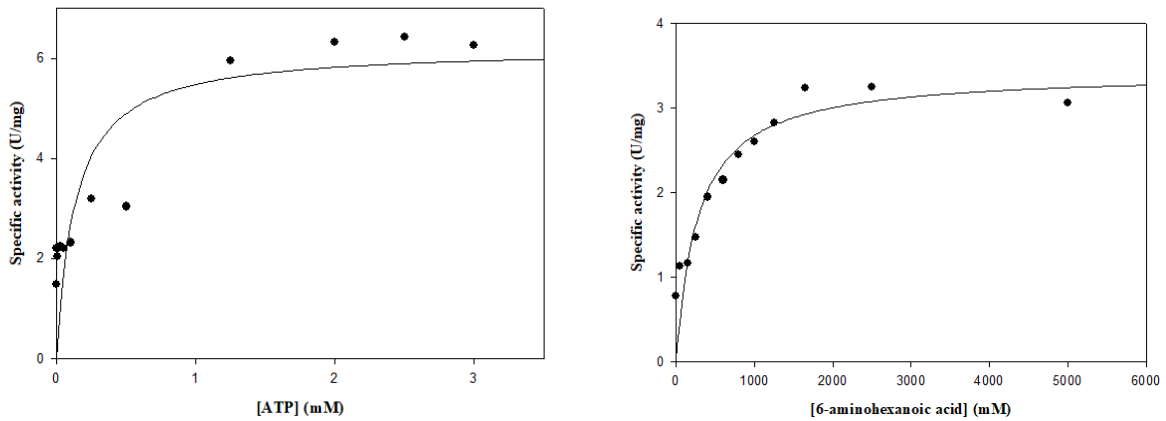 Specific activity (U/mg)
6
4
2
0
0 1 2 3
[ATP] (mM)
Specific activity (U/mg)
4
3
2
1
0
0 1000 2000 3000 4000 5000 6000
[6-aminohexanoic acid] (mM)